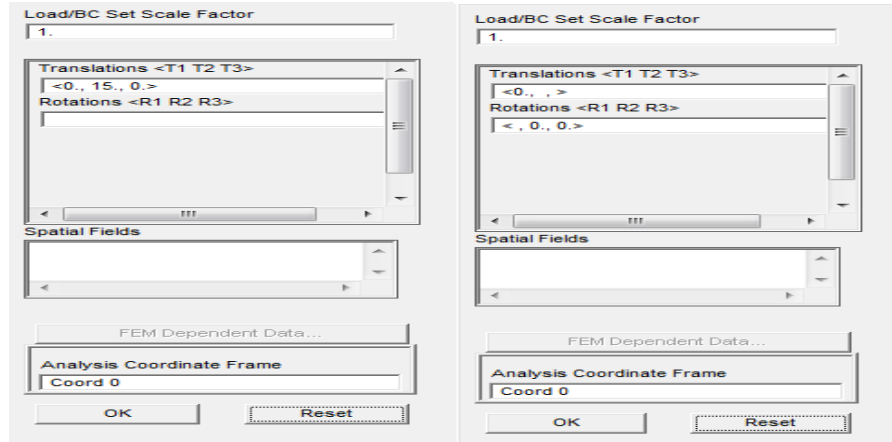 Load/BC Set Scale Factor
1.
Translations <T1 T2 T3>
<0., 15., 0.>
Rotations <R1 R2 R3>
Spatial Fields
FEM Dependent Data...
Analysis Coordinate Frame
Coord 0
OK
Reset
Load/BC Set Scale Factor
1.
Translations <T1 T2 T3>
<0., , >
Rotations <R1 R2 R3>
< , 0., 0.>
Spatial Fields
FEM Dependent Data...
Analysis Coordinate Frame
Coord 0
OK
Reset